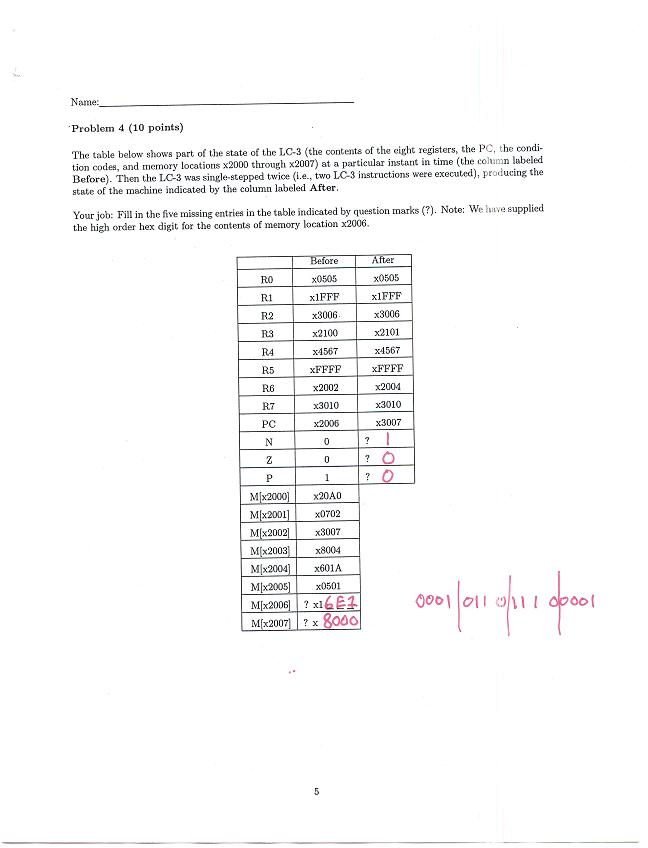 Name:
Problem 4 (10 points)
The table below shows part of the state of the LC-3 (the contents of the eight registers, the PC, the condi-
tion codes, and memory locations x2000 through x2007) at a particular instant in time (the column labeled
Before). Then the LC-3 was single-stepped twice (i.e., two LC-3 instructions were executed), producing the
state of the machine indicated by the column labeled After.
Your job: Fill in the five missing entries in the table indicated by question marks (?). Note: We have supplied
the high order hex digit for the contents of memory location x2006.
Before After
R0 x0505 x0505
R1 x1FFF x1FFF
R2 x3006 x3006
R3 x2100 x2101
R4 x4567 x4567
R5 xFFFF xFFFF
R6 x2002 x2004
R7 x3010 x3010
PC x2006 x3007
N 0 ? 1
Z 0 ? 0
P 1 ? 0
M[x2000] x20A0
M[x2001] x0702
M[x2002] x3007
M[x2003] x8004
M[x2004] x601A
M[x2005] x0501
M[x2006] ? x16E1 0001 011 011 1 00001
M[x2007] ? x 8000
5